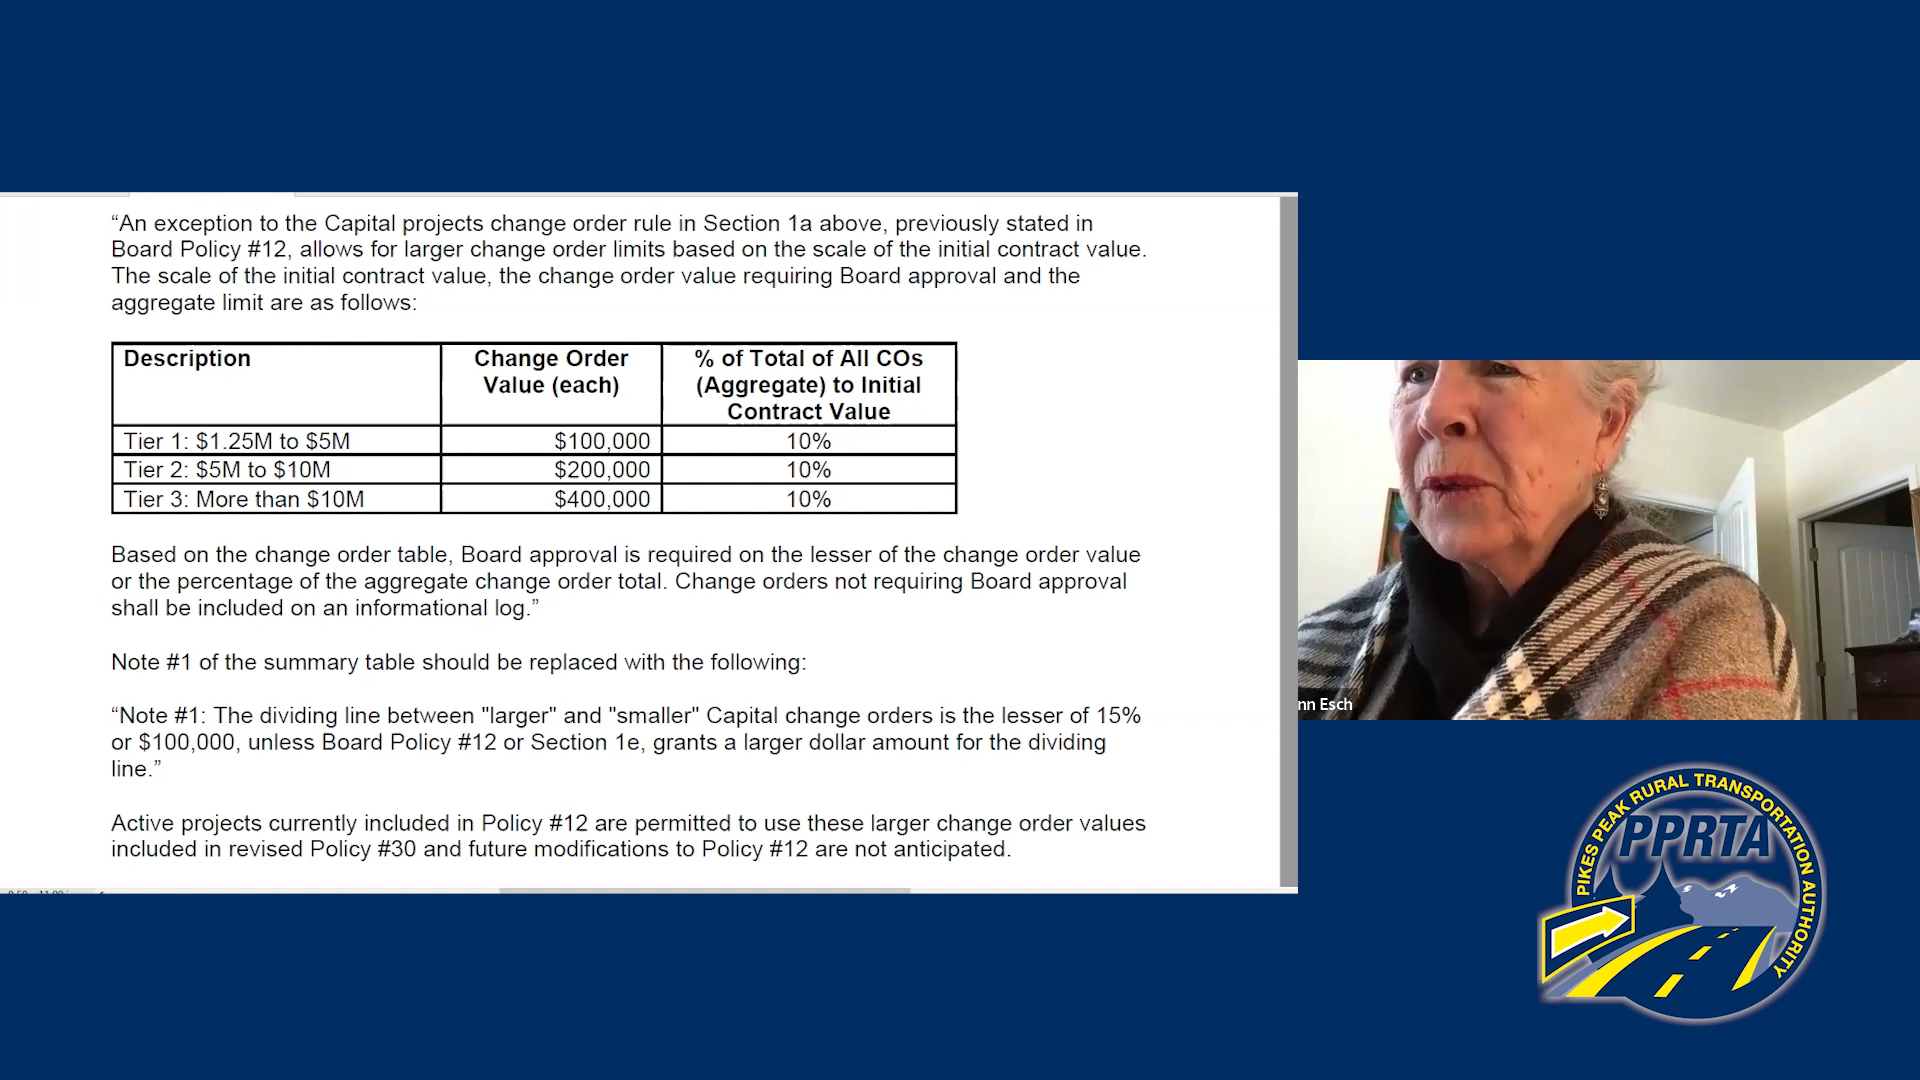 “An exception to the Capital projects change order rule in Section 1a above, previously stated in
Board Policy #12, allows for larger change order limits based on the scale of the initial contract value.
The scale of the initial contract value, the change order value requiring Board approval and the
aggregate limit are as follows:
Description
Change Order
Value (each)
% of Total of All COs
(Aggregate) to Initial
Contract Value
Tier 1: $1.25M to $5M $100,000 10%
Tier 2: $5M to $10M $200,000 10%
Tier 3: More than $10M $400,000 10%
Based on the change order table, Board approval is required on the lesser of the change order value
or the percentage of the aggregate change order total. Change orders not requiring Board approval
shall be included on an informational log.”
Note #1 of the summary table should be replaced with the following:
“Note #1: The dividing line between "larger" and "smaller" Capital change orders is the lesser of 15%
or $100,000, unless Board Policy #12 or Section 1e, grants a larger dollar amount for the dividing
line.”
Active projects currently included in Policy #12 are permitted to use these larger change order values
included in revised Policy #30 and future modifications to Policy #12 are not anticipated.
nn Esch
PIKES PEAK RURAL TRANSPORTATION AUTHORITY
PPRTA